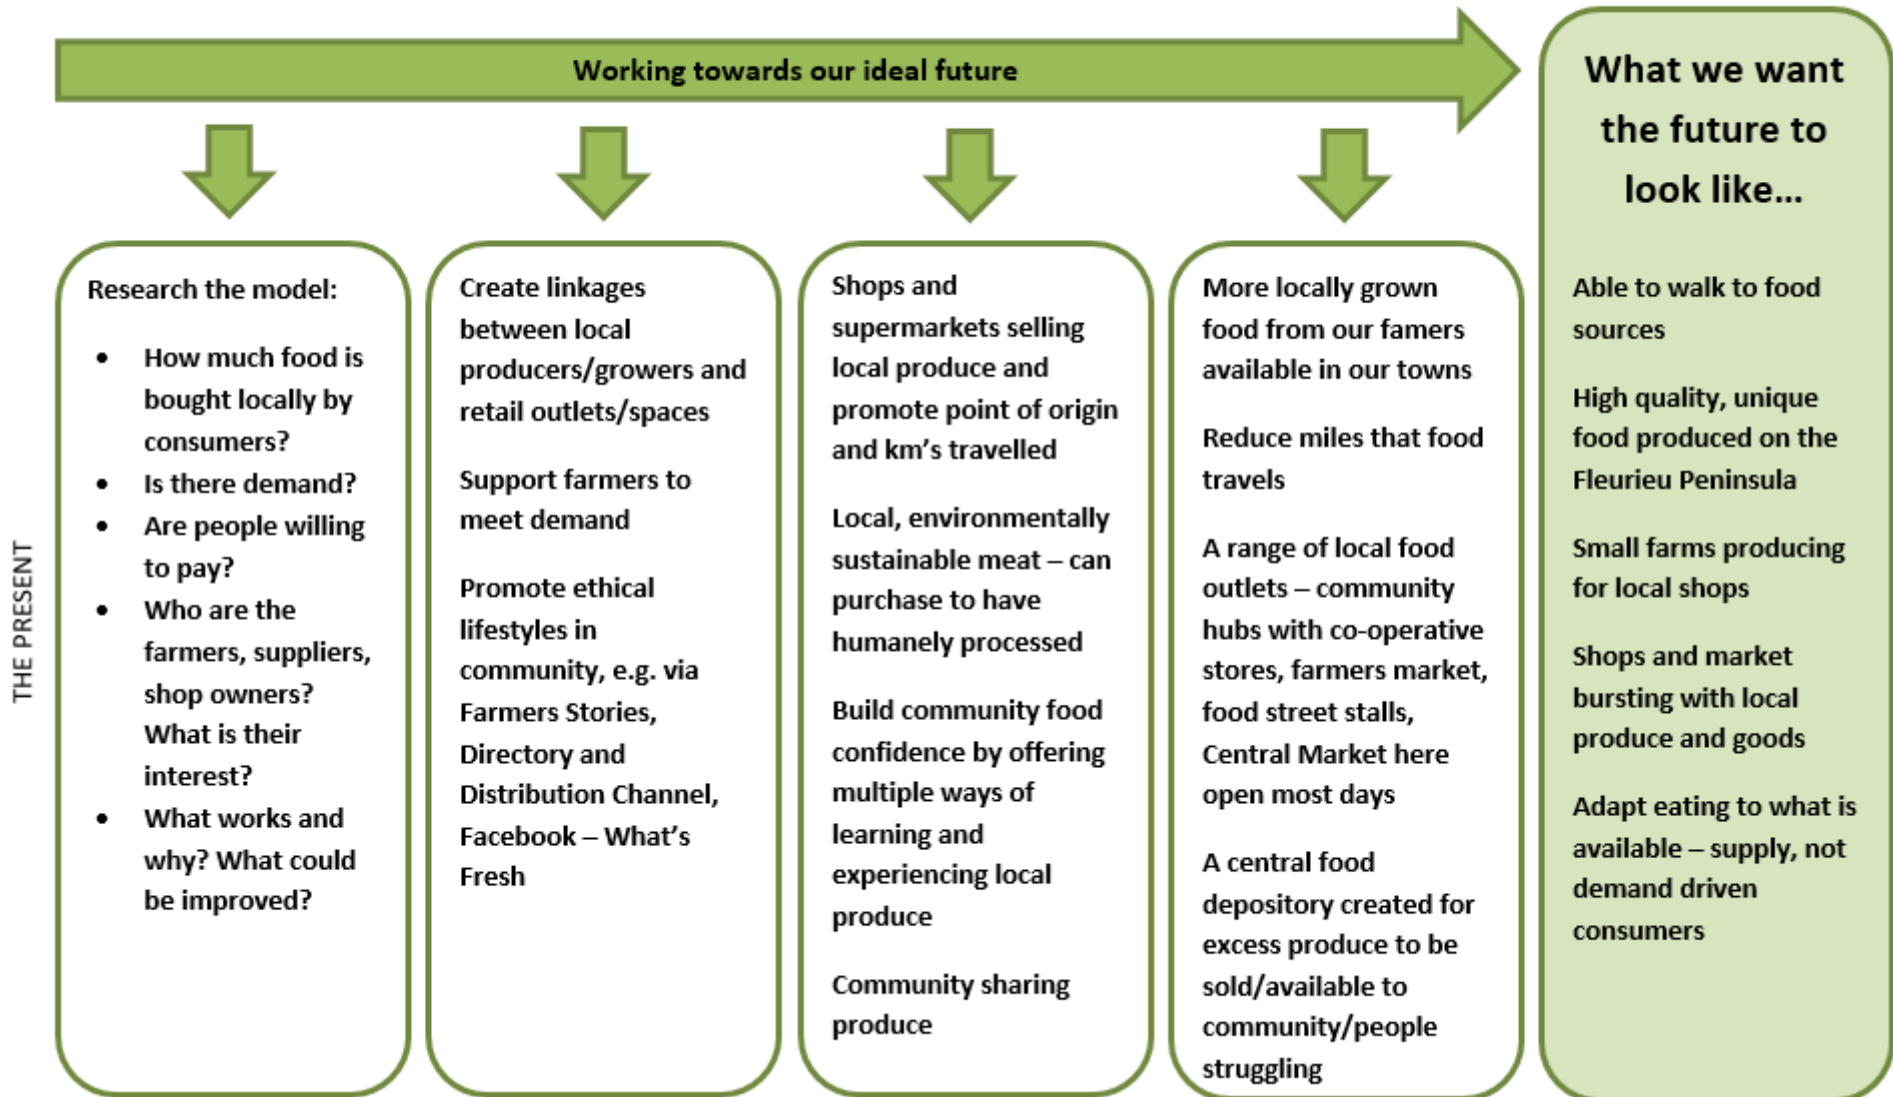 Working towards our ideal future
THE PRESENT
Research the model:
• How much food is
bought locally by
consumers?
• Is there demand?
• Are people willing
to pay?
• Who are the
farmers, suppliers,
shop owners?
What is their
interest?
• What works and
why? What could
be improved?
Create linkages
between local
producers/growers and
retail outlets/spaces
Support farmers to
meet demand
Promote ethical
lifestyles in
community, e.g. via
Farmers Stories,
Directory and
Distribution Channel,
Facebook – What's
Fresh
Shops and
supermarkets selling
local produce and
promote point of origin
and km's travelled
Local, environmentally
sustainable meat – can
purchase to have
humanely processed
Build community food
confidence by offering
multiple ways of
learning and
experiencing local
produce
Community sharing
produce
More locally grown
food from our famers
available in our towns
Reduce miles that food
travels
A range of local food
outlets – community
hubs with co-operative
stores, farmers market,
food street stalls,
Central Market here
open most days
A central food
depository created for
excess produce to be
sold/available to
community/people
struggling
What we want
the future to
look like...
Able to walk to food
sources
High quality, unique
food produced on the
Fleurieu Peninsula
Small farms producing
for local shops
Shops and market
bursting with local
produce and goods
Adapt eating to what is
available – supply, not
demand driven
consumers